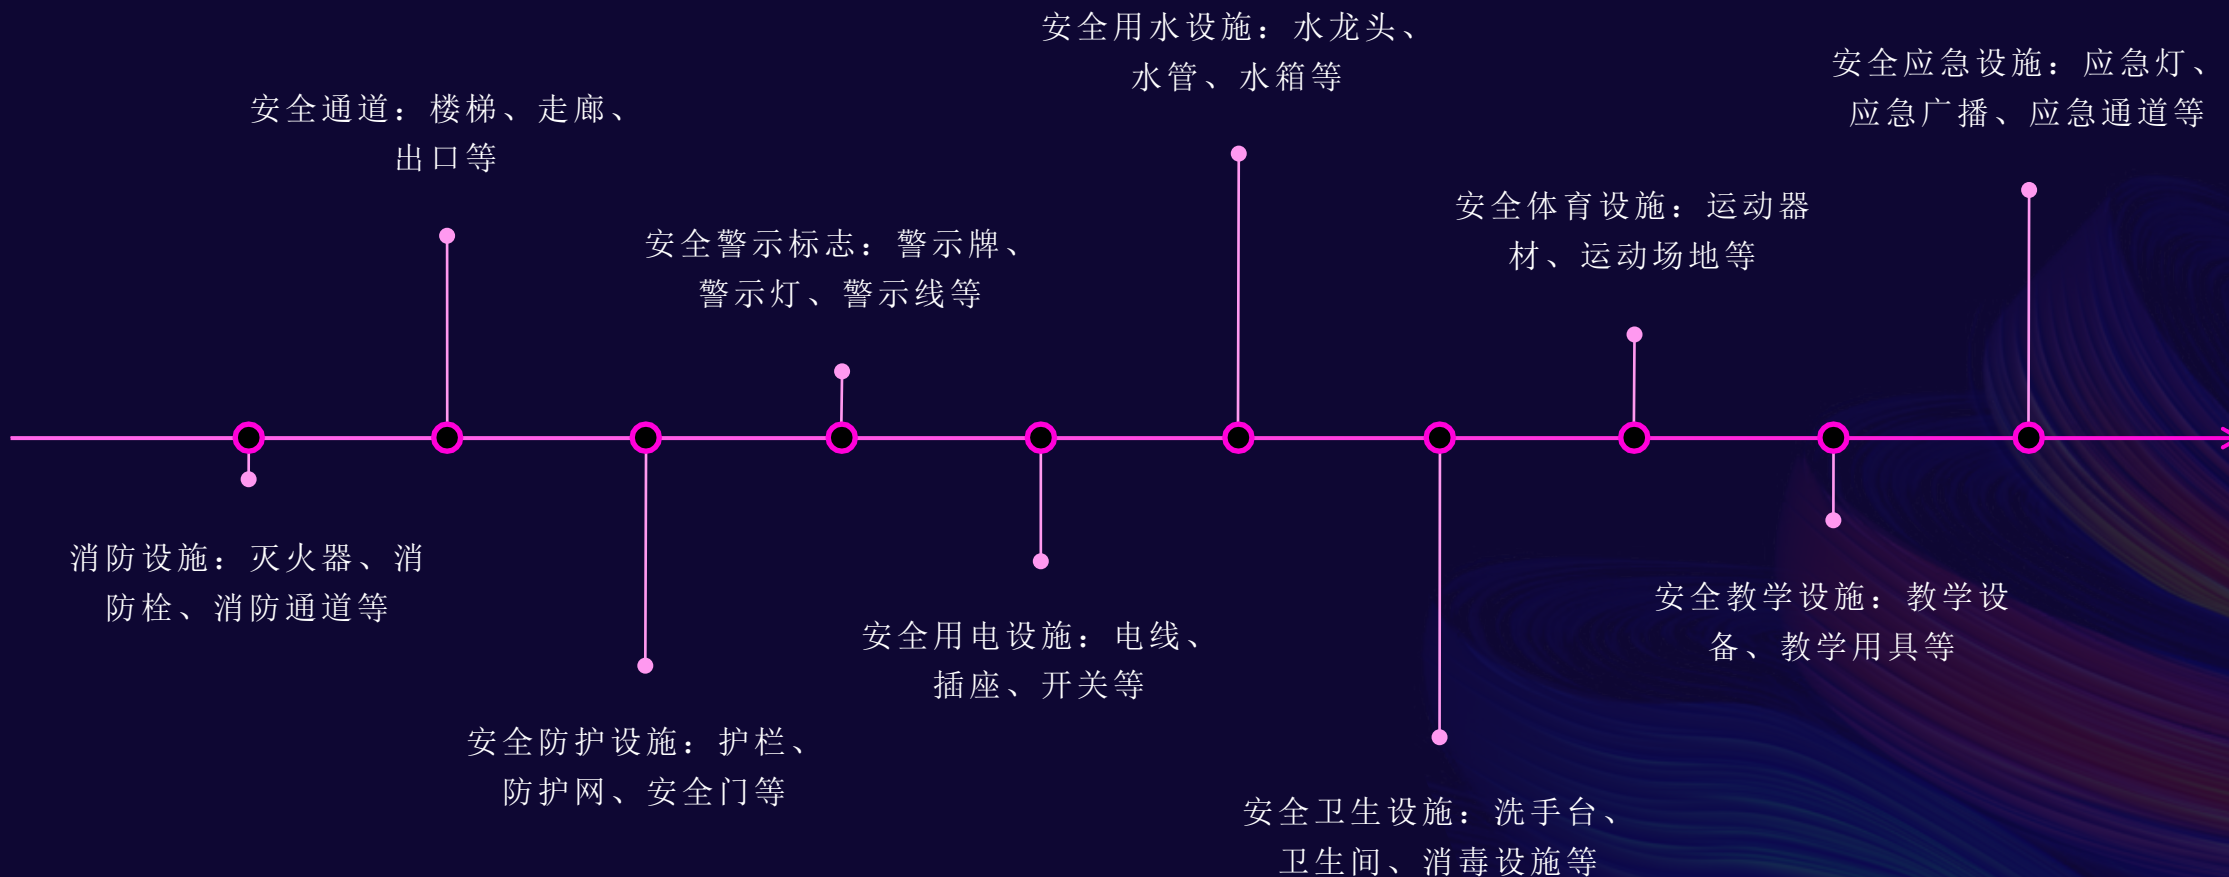 消防设施：灭火器、消
防栓、消防通道等
安全通道：楼梯、走廊、
出口等
安全防护设施：护栏、
防护网、安全门等
安全警示标志：警示牌、
警示灯、警示线等
安全用电设施：电线、
插座、开关等
安全用水设施：水龙头、
水管、水箱等
安全卫生设施：洗手台、
卫生间、消毒设施等
安全体育设施：运动器
材、运动场地等
安全教学设施：教学设
备、教学用具等
安全应急设施：应急灯、
应急广播、应急通道等